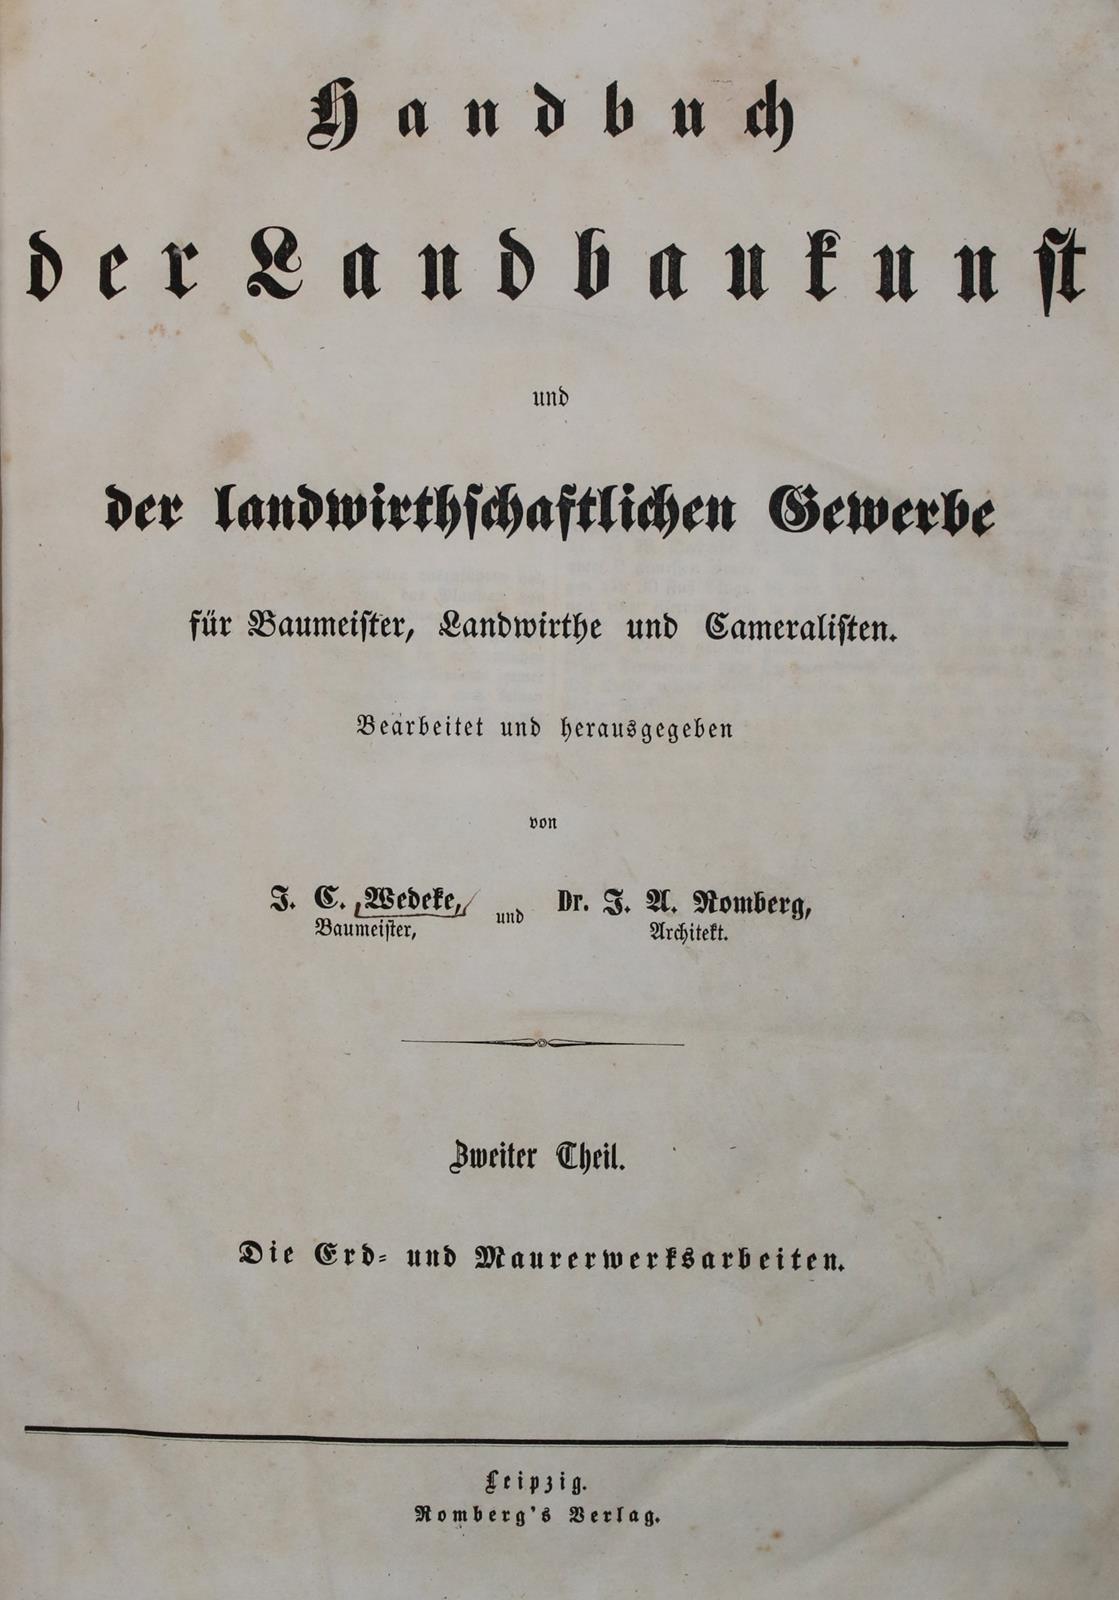 Handbuch
der Landbaukunst
und
der landwirthschaftlichen Gewerbe
für Baumeister, Landwirthe und Cameralisten.
Bearbeitet und herausgegeben
von
J. C. Wedeke, und Dr. J. A. Romberg,
Baumeister, Architekt.
Zweiter Theil.
Die Erd- und Maurerwerksarbeiten.
Leipzig.
Romberg's Verlag.